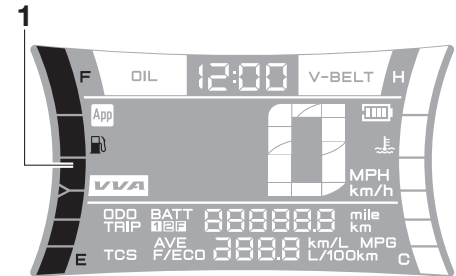 1
F OIL 12:00 V-BELT H
App
0
MPH
km/h
VVA
ODO BATT 888888 mile
TRIP 12F km
AVE km/L MPG
TCS F/ECO 388.8 L/100km
E C